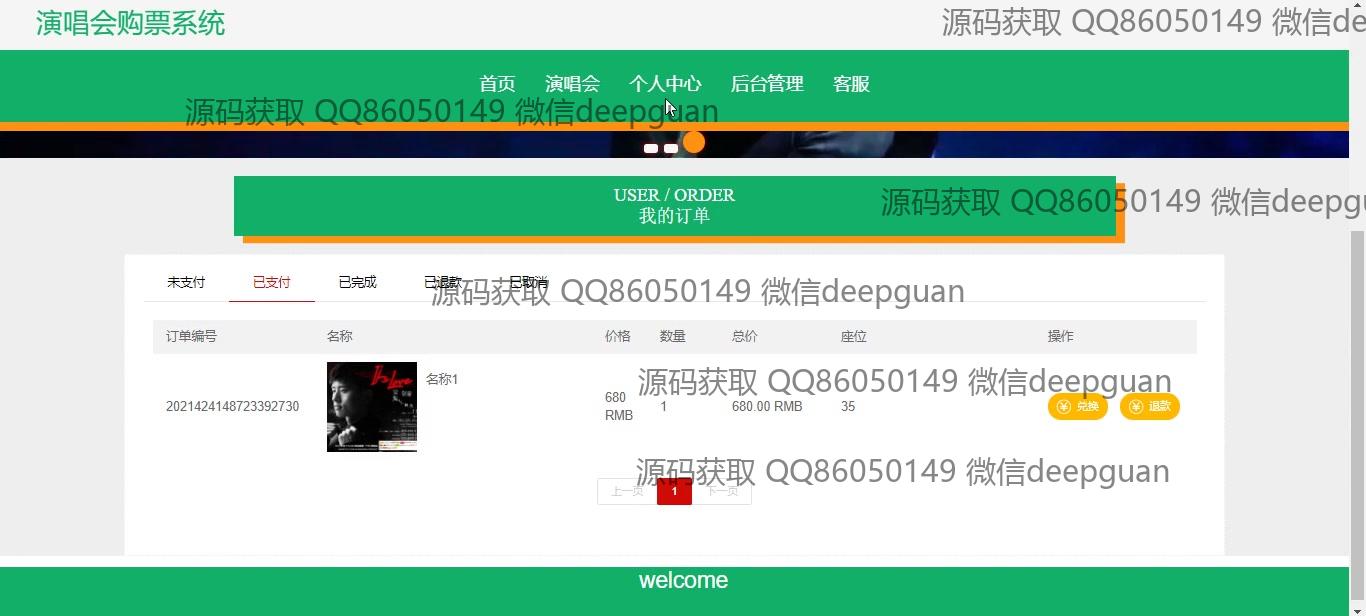 演唱会购票系统
源码获取 QQ86050149 微信de
首页 演唱会 个人中心 后台管理 客服
源码获取 QQ86050149 微信deepguan
USER / ORDER
我的订单
源码获取 QQ86050149 微信deepgu
未支付 已支付 已完成 已退款 已取消
源码获取 QQ86050149 微信deepguan
订单编号 名称 价格 数量 总价 座位 操作
名称1
源码获取 QQ86050149 微信deepguan
2021424148723392730 680 RMB 1 680.00 RMB 35 兑换 退款
源码获取 QQ86050149 微信deepguan
上一页 1 下一页
welcome